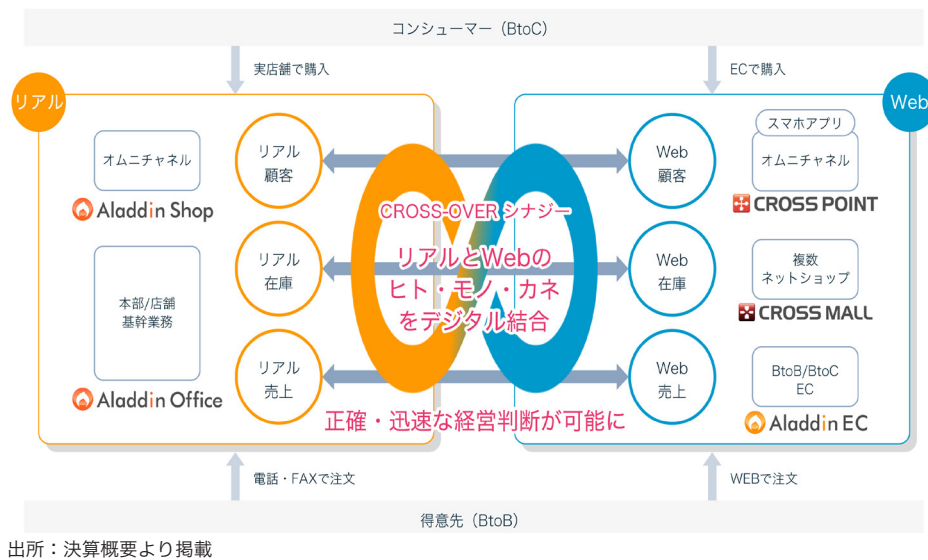 コンシューマー（BtoC）
実店舗で購入
ECで購入
リアル
Web
オムニチャネル
Aladdin Shop
本部/店舗
基幹業務
Aladdin Office
リアル
顧客
リアル
在庫
リアル
売上
CROSS-OVER シナジー
リアルとWebの
ヒト・モノ・カネ
をデジタル結合
正確・迅速な経営判断が可能に
Web
顧客
Web
在庫
Web
売上
スマホアプリ
オムニチャネル
CROSS POINT
複数
ネットショップ
CROSS MALL
BtoB/BtoC
EC
Aladdin EC
電話・FAXで注文
WEBで注文
得意先（BtoB）
出所：決算概要より掲載